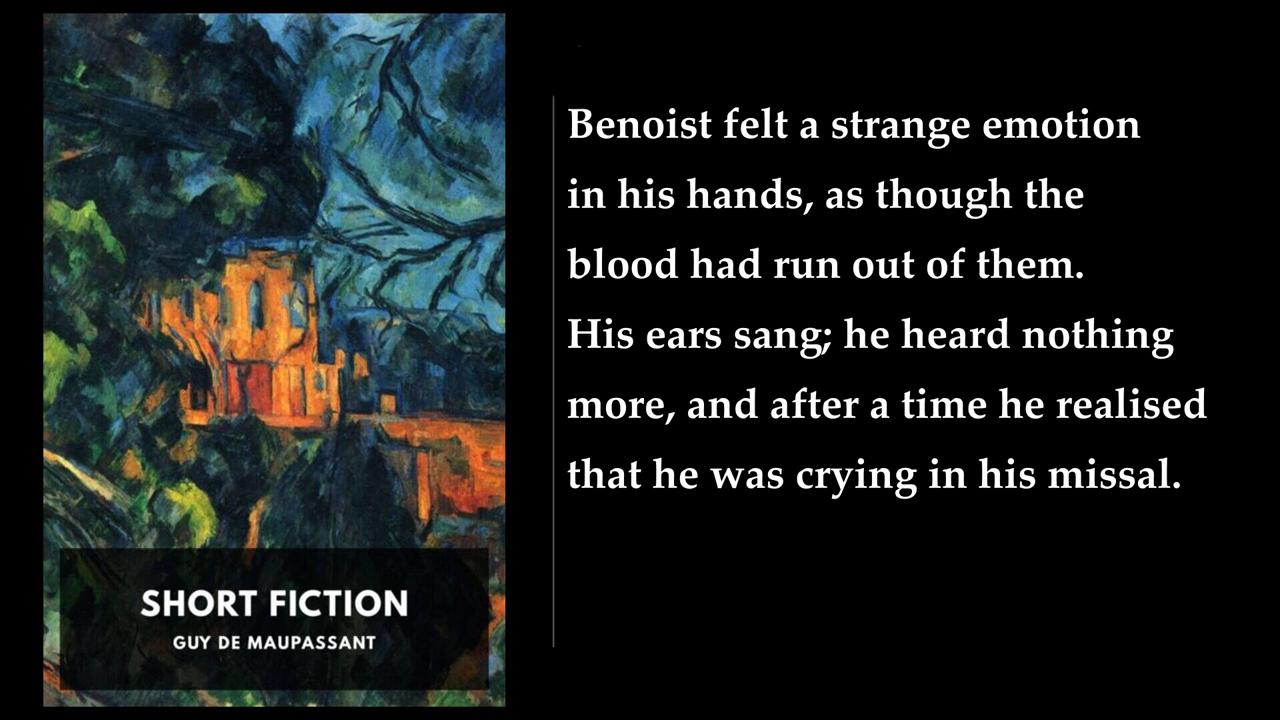 Benoist felt a strange emotion
in his hands, as though the
blood had run out of them.
His ears sang; he heard nothing
more, and after a time he realised
that he was crying in his missal.
SHORT FICTION
GUY DE MAUPASSANT